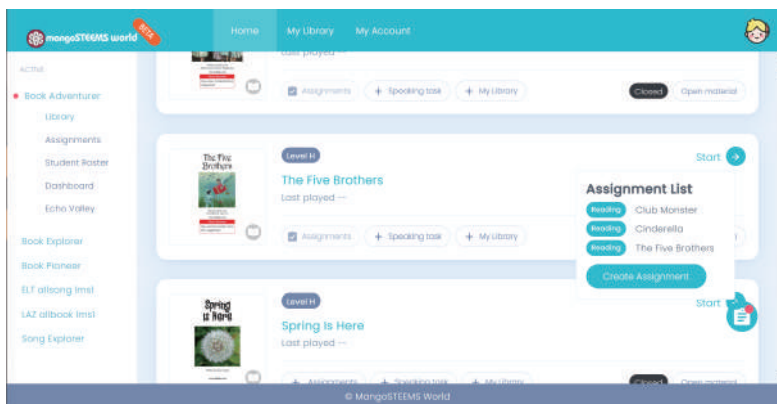 mangoSTEEMS world
BETA
Home
My Library
My Account
ACTIVE
Book Adventurer
Library
Assignments
Student Roster
Dashboard
Echo Valley
Book Explorer
Book Pioneer
ELT allsong lms1
LAZ allbook lms1
Song Explorer
Last played --
Assignments
+ Speaking task
+ My Library
Closed
Open material
The Five
Brothers
Level H
The Five Brothers
Last played --
Start
Assignments
+ Speaking task
+ My Library
Assignment List
Reading Club Monster
Reading Cinderella
Reading The Five Brothers
Create Assignment
Spring
is Here
Level H
Spring Is Here
Last played --
Start
+ Assignments
+ Speaking task
+ My Library
Closed
Open material
© MangoSTEEMS World